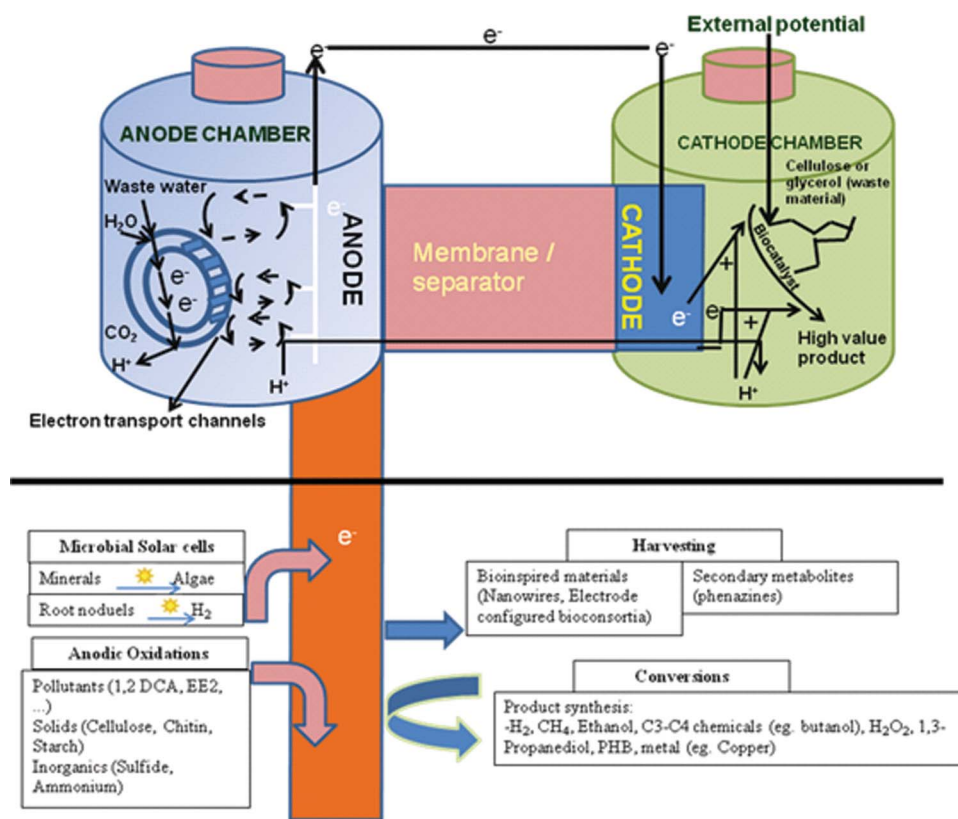 External potential
e-
e-
e-
ANODE CHAMBER
CATHODE CHAMBER
Waste water
H2O
e-
e-
CO2
H+
Electron transport channels
e-
ANODE
H+
Membrane /
separator
CATHODE
e-
Cellulose or
glycerol (waste
material)
Biocatalyst
+
e-
+
High value
product
H+
e-
Microbial Solar cells
Minerals Algae
Root noduels H2
Anodic Oxidations
Pollutants (1,2 DCA, EE2,
...)
Solids (Cellulose, Chitin,
Starch)
Inorganics (Sulfide,
Ammonium)
Harvesting
Bioinspired materials
(Nanowires, Electrode
configured bioconsortia)
Secondary metabolites
(phenazines)
Conversions
Product synthesis:
-H2, CH4, Ethanol, C3-C4 chemicals (eg. butanol), H2O2, 1,3-
Propanediol, PHB, metal (eg. Copper)